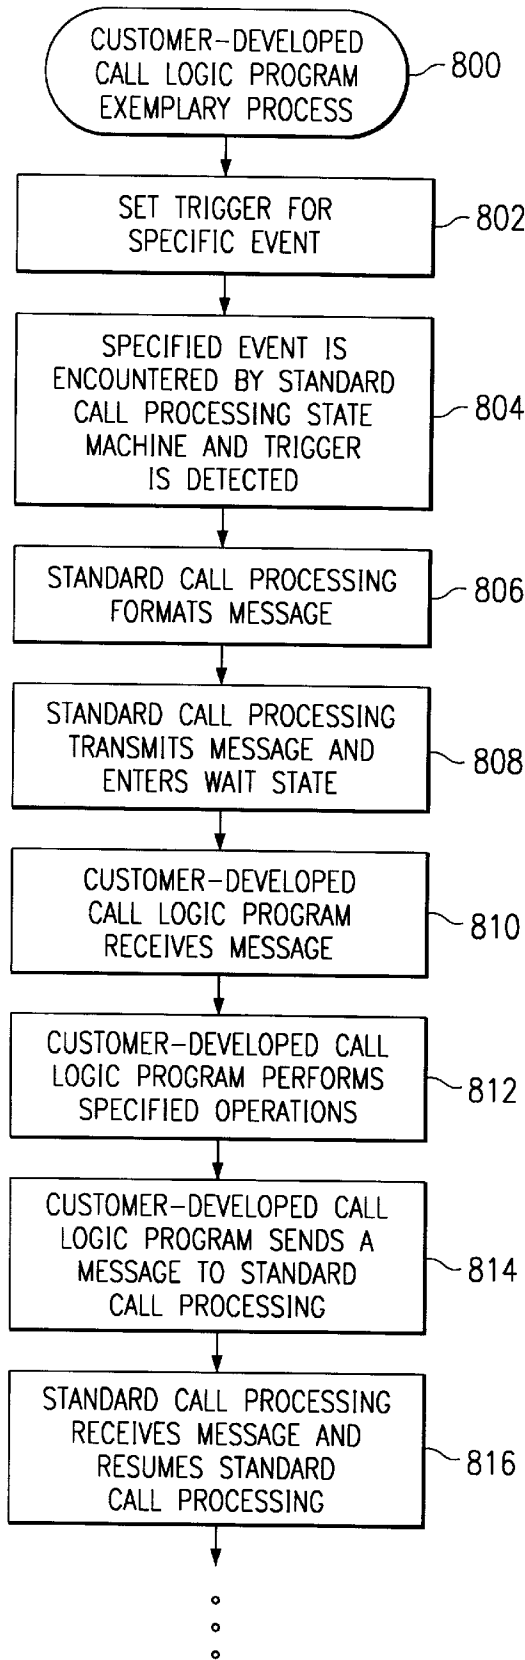 CUSTOMER-DEVELOPED
CALL LOGIC PROGRAM
EXEMPLARY PROCESS
800
SET TRIGGER FOR
SPECIFIC EVENT
802
SPECIFIED EVENT IS
ENCOUNTERED BY STANDARD
CALL PROCESSING STATE
MACHINE AND TRIGGER
IS DETECTED
804
STANDARD CALL PROCESSING
FORMATS MESSAGE
806
STANDARD CALL PROCESSING
TRANSMITS MESSAGE AND
ENTERS WAIT STATE
808
CUSTOMER-DEVELOPED
CALL LOGIC PROGRAM
RECEIVES MESSAGE
810
CUSTOMER-DEVELOPED CALL
LOGIC PROGRAM PERFORMS
SPECIFIED OPERATIONS
812
CUSTOMER-DEVELOPED CALL
LOGIC PROGRAM SENDS A
MESSAGE TO STANDARD
CALL PROCESSING
814
STANDARD CALL PROCESSING
RECEIVES MESSAGE AND
RESUMES STANDARD
CALL PROCESSING
816